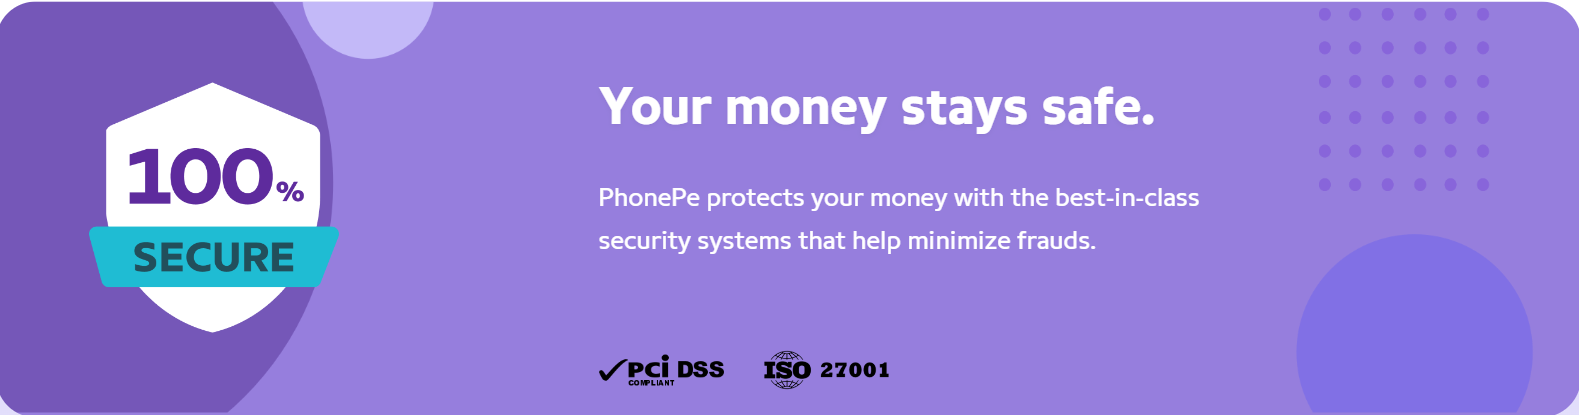 100%
SECURE
Your money stays safe.
PhonePe protects your money with the best-in-class
security systems that help minimize frauds.
PCi DSS
COMPLIANT
ISO 27001